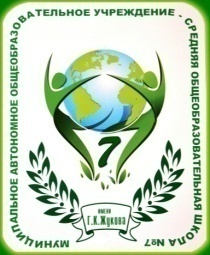 МУНИЦИПАЛЬНОЕ АВТОНОМНОЕ ОБЩЕОБРАЗОВАТЕЛЬНОЕ УЧРЕЖДЕНИЕ - СРЕДНЯЯ ОБЩЕОБРАЗОВАТЕЛЬНАЯ ШКОЛА №7
7
ИМЕНИ
Г.К.Жукова